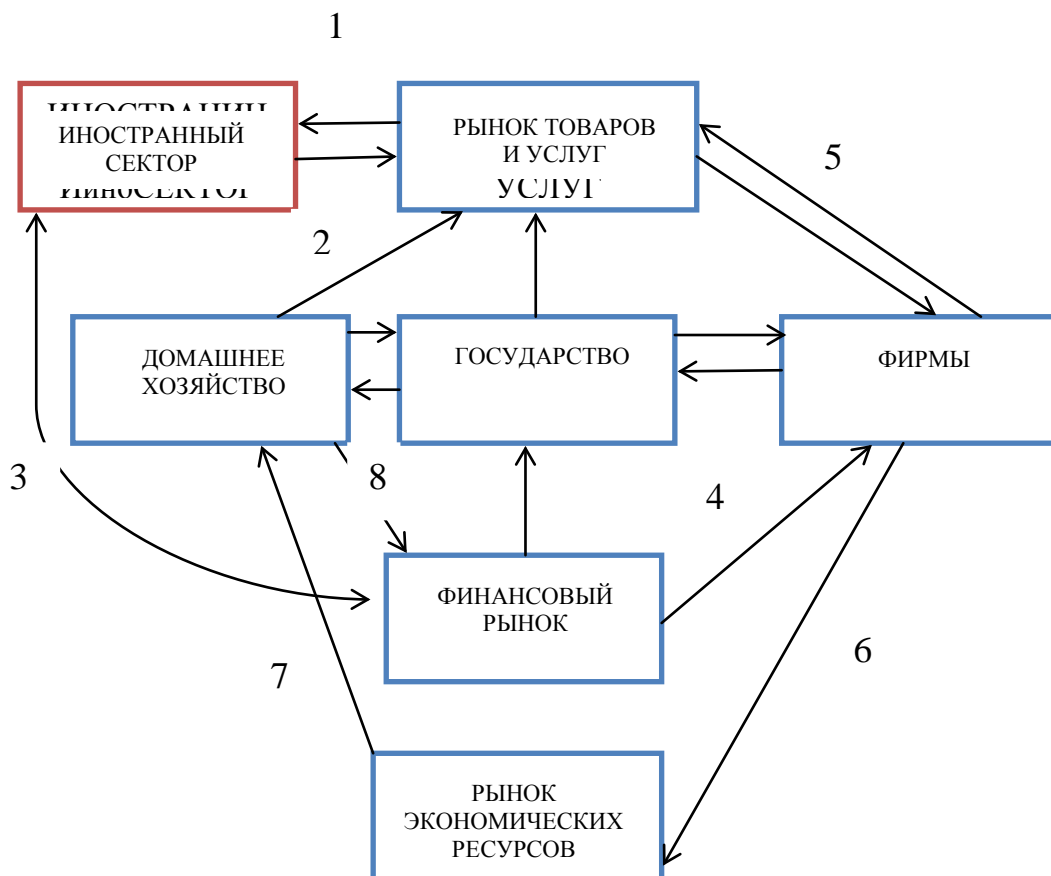 1
ИНОСТРАННЫЙ
СЕКТОР
РЫНОК ТОВАРОВ
И УСЛУГ
УСЛУГ
5
2
ДОМАШНЕЕ
ХОЗЯЙСТВО
ГОСУДАРСТВО
ФИРМЫ
3
8
4
ФИНАНСОВЫЙ
РЫНОК
6
7
РЫНОК
ЭКОНОМИЧЕСКИХ
РЕСУРСОВ